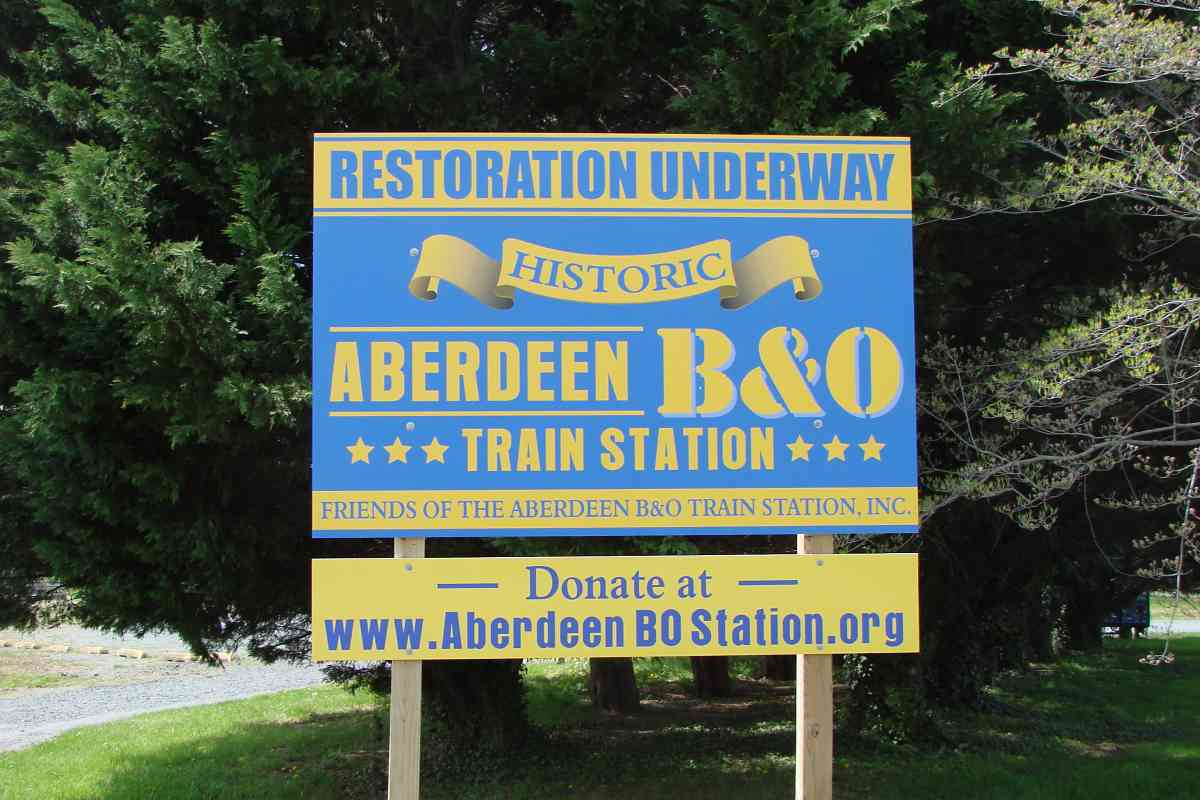 RESTORATION UNDERWAY
HISTORIC
ABERDEEN B&O
TRAIN STATION
FRIENDS OF THE ABERDEEN B&O TRAIN STATION, INC.
Donate at
www.Aberdeen BO Station.org